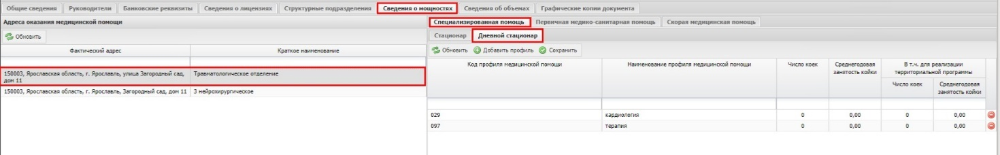 Общие сведения Руководители Банковские реквизиты Сведения о лицензиях Структурные подразделения Сведения о мощностях Сведения об объемах Графические копии документа
Адреса оказания медицинской помощи
Обновить
Фактический адрес Краткое наименование
150003, Ярославская область, г. Ярославль, улица Загородный сад, дом 11 Травматологическое отделение
150003, Ярославская область, г. Ярославль, Загородный сад, дом 11 3 нейрохирургическое
Специализированная помощь Первичная медико-санитарная помощь Скорая медицинская помощь
Стационар Дневной стационар
Обновить Добавить профиль Сохранить
Код профиля медицинской помощи Наименование профиля медицинской помощи Число коек Среднегодовая занятость койки В т.ч. для реализации территориальной программы
Число коек Среднегодовая занятость койки
029 кардиология 0 0,00 0 0,00
097 терапия 0 0,00 0 0,00